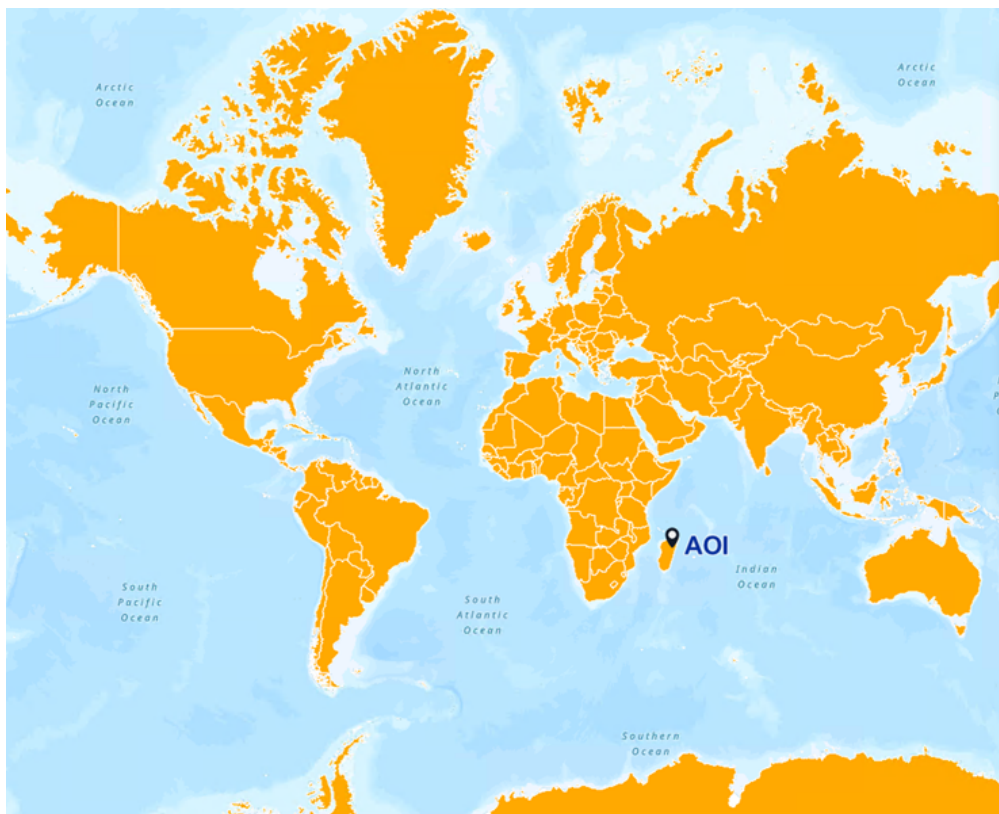 Arctic
Ocean
Arctic
Ocean
North
Pacific
Ocean
North
Atlantic
Ocean
P
AOI
Indian
Ocean
South
Pacific
Ocean
South
Atlantic
Ocean
Southern
Ocean